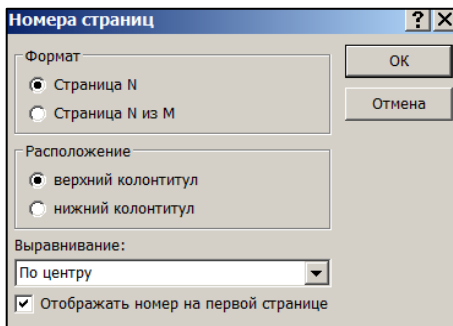 Номера страниц
Формат
Страница N
Страница N из M
ОК
Отмена
Расположение
верхний колонтитул
нижний колонтитул
Выравнивание:
По центру
Отображать номер на первой странице